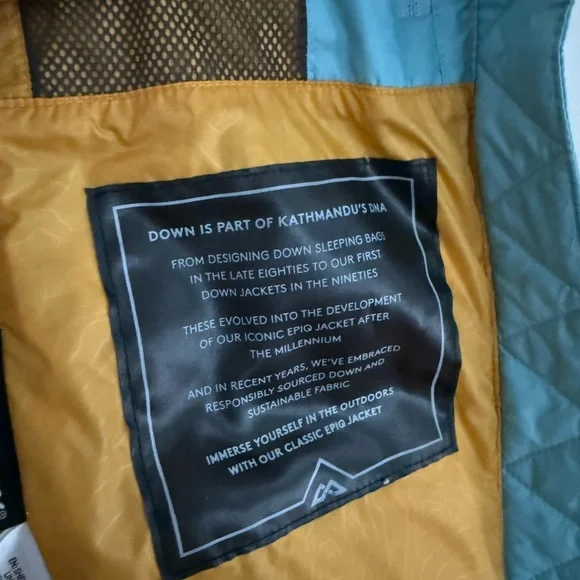 DOWN IS PART OF KATHMANDU'S DNA
FROM DESIGNING DOWN SLEEPING BAGS
IN THE LATE EIGHTIES TO OUR FIRST
DOWN JACKETS IN THE NINETIES
THESE EVOLVED INTO THE DEVELOPMENT
OF OUR ICONIC EPIQ JACKET AFTER
THE MILLENNIUM
AND IN RECENT YEARS, WE'VE EMBRACED
RESPONSIBLY SOURCED DOWN AND
SUSTAINABLE FABRIC
IMMERSE YOURSELF IN THE OUTDOORS
WITH OUR CLASSIC EPIQ JACKET